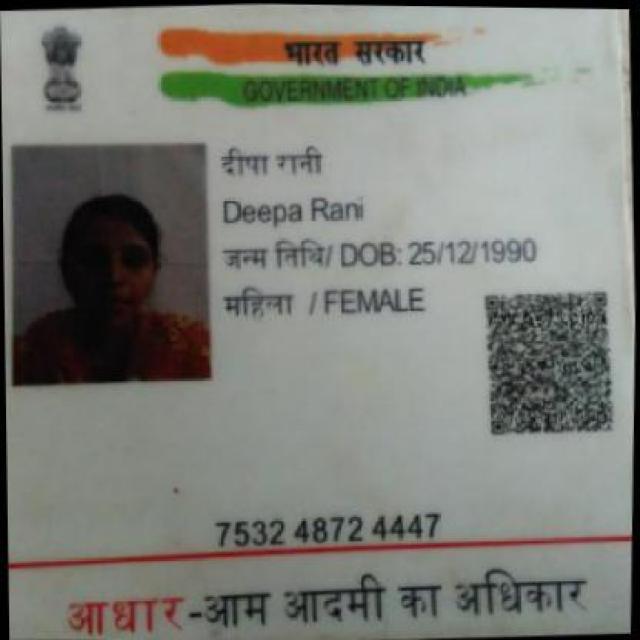 भारत सरकार
GOVERNMENT OF INDIA
दीपा रानी
Deepa Rani
जन्म तिथि/ DOB: 25/12/1990
महिला / FEMALE
7532 4872 4447
आधार-आम आदमी का अधिकार